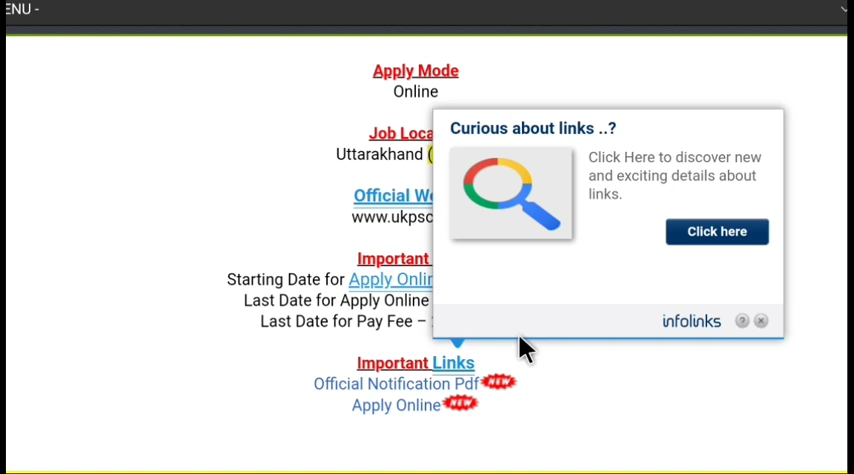 ENU -
Apply Mode
Online
Job Loca
Uttarakhand (
Official We
www.ukpsc
Important
Starting Date for Apply Onlin
Last Date for Apply Online
Last Date for Pay Fee –
Important Links
Official Notification Pdf NEW
Apply Online NEW
Curious about links ..?
Click Here to discover new
and exciting details about
links.
Click here
infolinks ? x